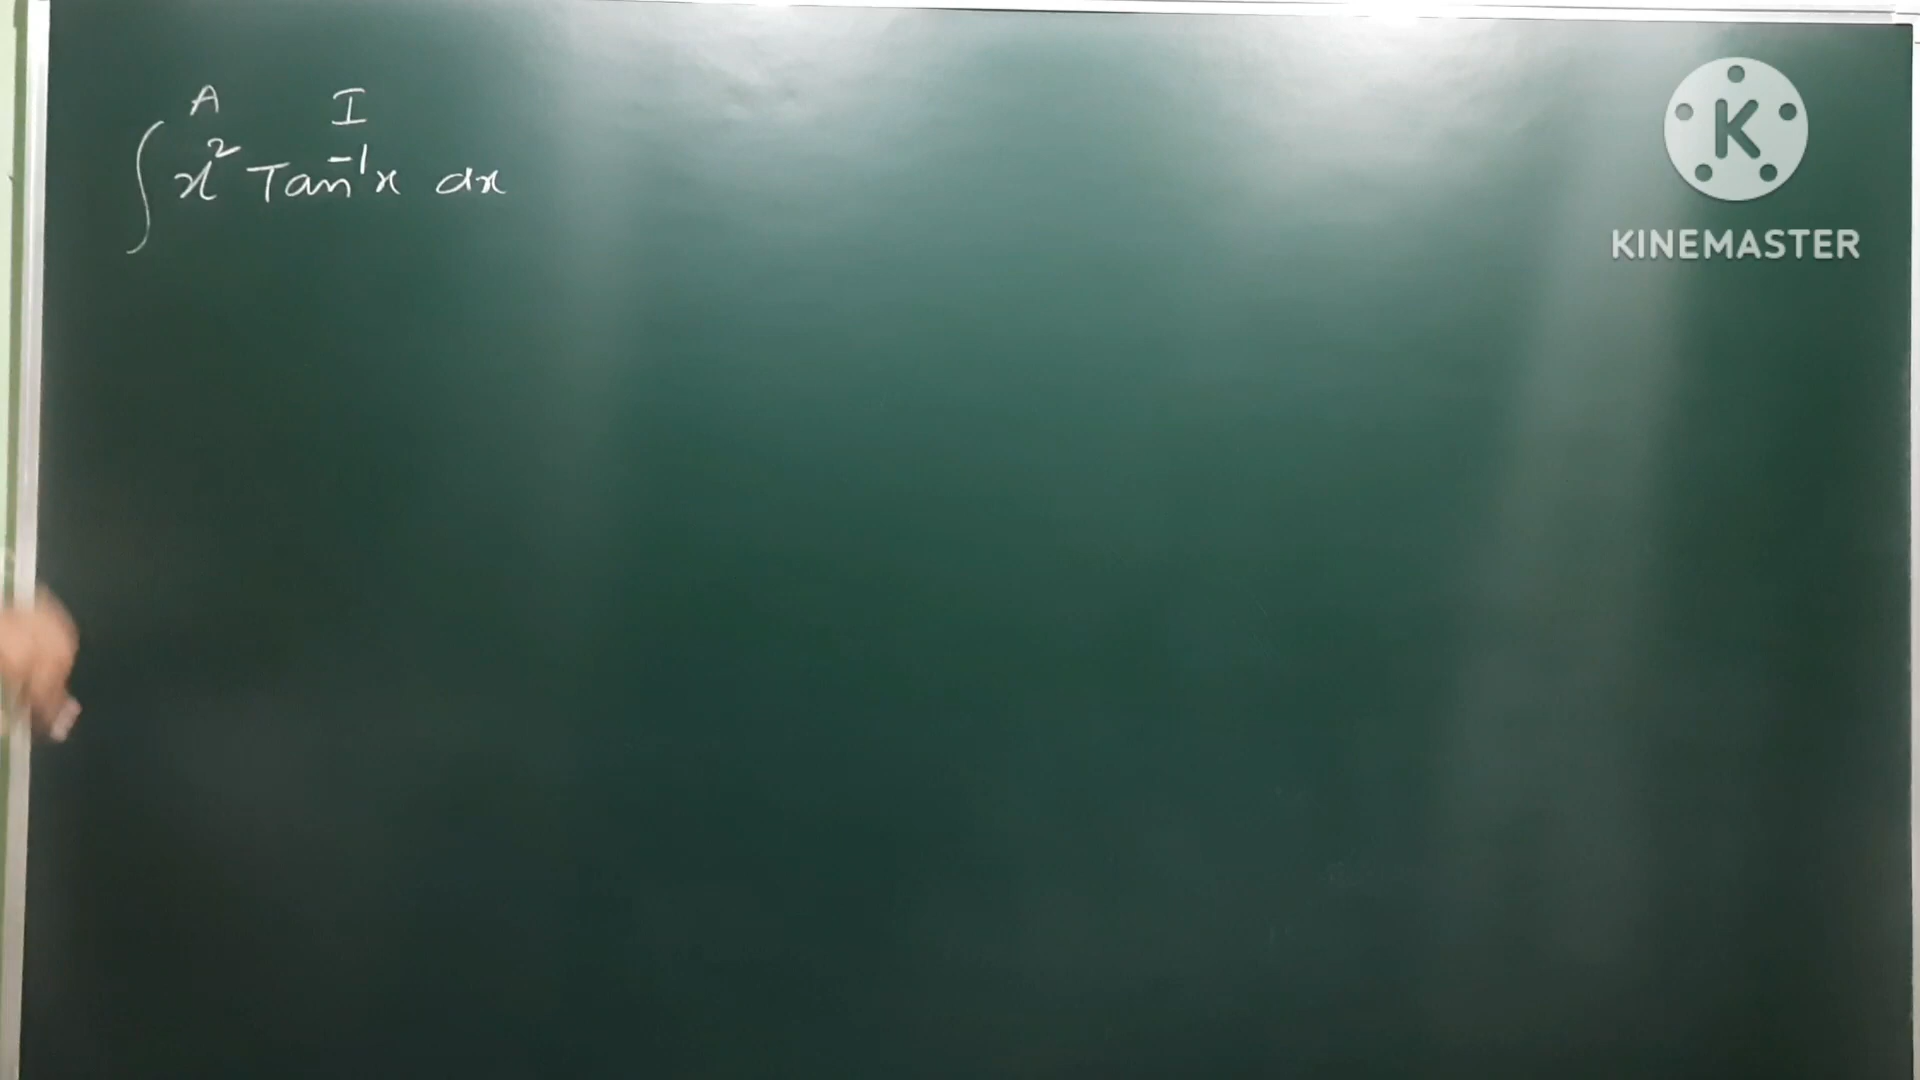 A I
∫ x² Tan⁻¹x dx
K
KINEMASTER